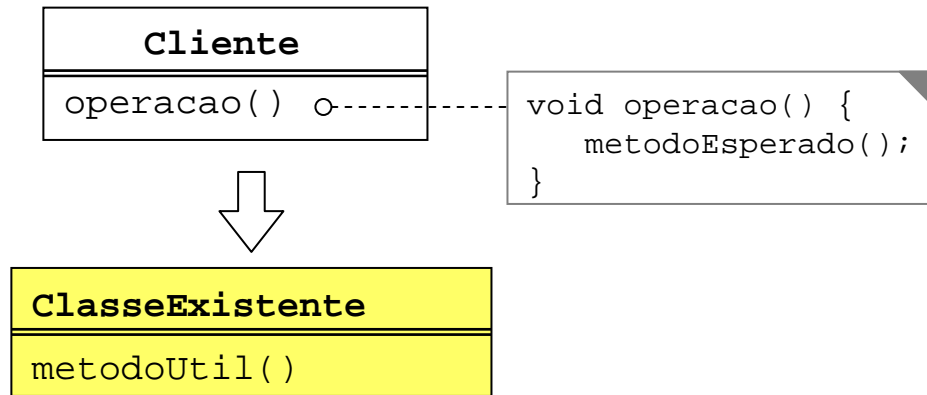 Cliente
operacao()
void operacao() {
metodoEsperado();
}
ClasseExistente
metodoUtil()